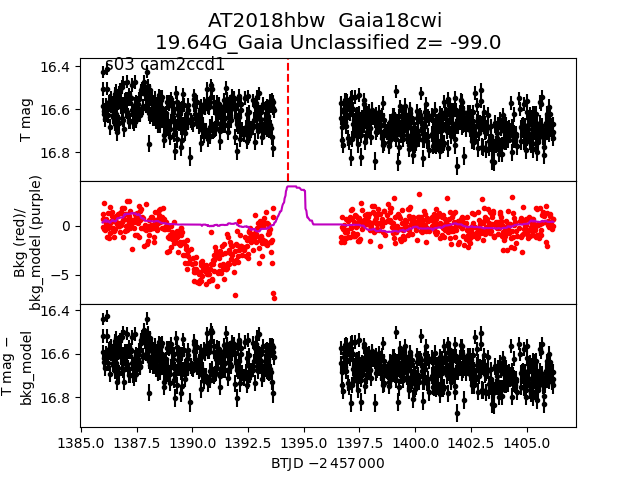 AT2018hbw  Gaia18cwi
19.64G_Gaia Unclassified z= -99.0
s03 cam2ccd1
T mag
16.4
16.6
16.8
Bkg (red)/
bkg_model (purple)
0
−5
T mag −
bkg_model
16.4
16.6
16.8
1385.0 1387.5 1390.0 1392.5 1395.0 1397.5 1400.0 1402.5 1405.0
BTJD −2 457 000